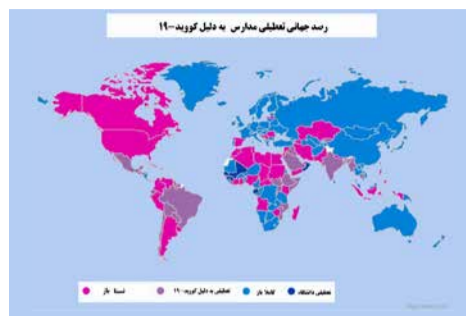 رصد جهانی تعطیلی مدارس به دلیل کووید-۱۹
نسبتا باز
تعطیلی به دلیل کووید-۱۹
کاملا باز
تعطیلی دانشگاه